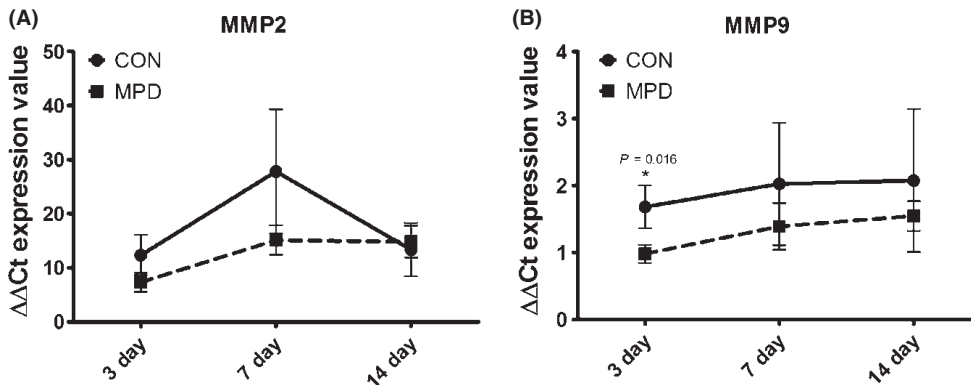 (A)
MMP2
ΔΔCt expression value
50
40
30
20
10
0
CON
MPD
3 day
7 day
14 day
(B)
MMP9
ΔΔCt expression value
4
3
2
1
0
CON
MPD
P = 0.016
*
3 day
7 day
14 day